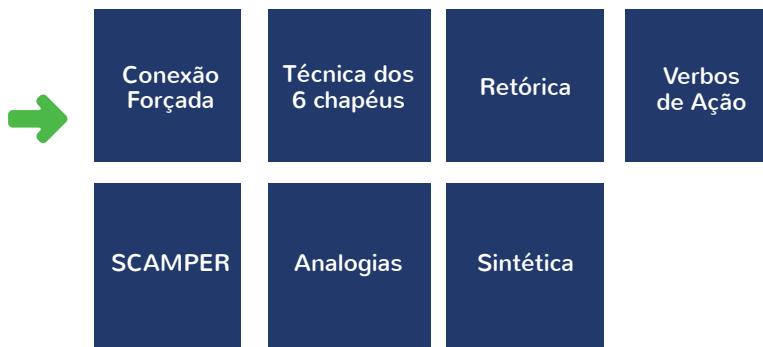 Conexão
Forçada
Técnica dos
6 chapéus
Retórica
Verbos
de Ação
SCAMPER
Analogias
Sintética